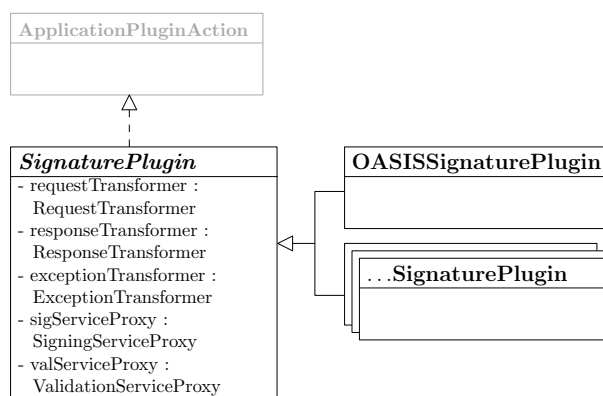 ApplicationPluginAction
SignaturePlugin
- requestTransformer :
RequestTransformer
- responseTransformer :
ResponseTransformer
- exceptionTransformer :
ExceptionTransformer
- sigServiceProxy :
SigningServiceProxy
- valServiceProxy :
ValidationServiceProxy
OASISSignaturePlugin
...SignaturePlugin